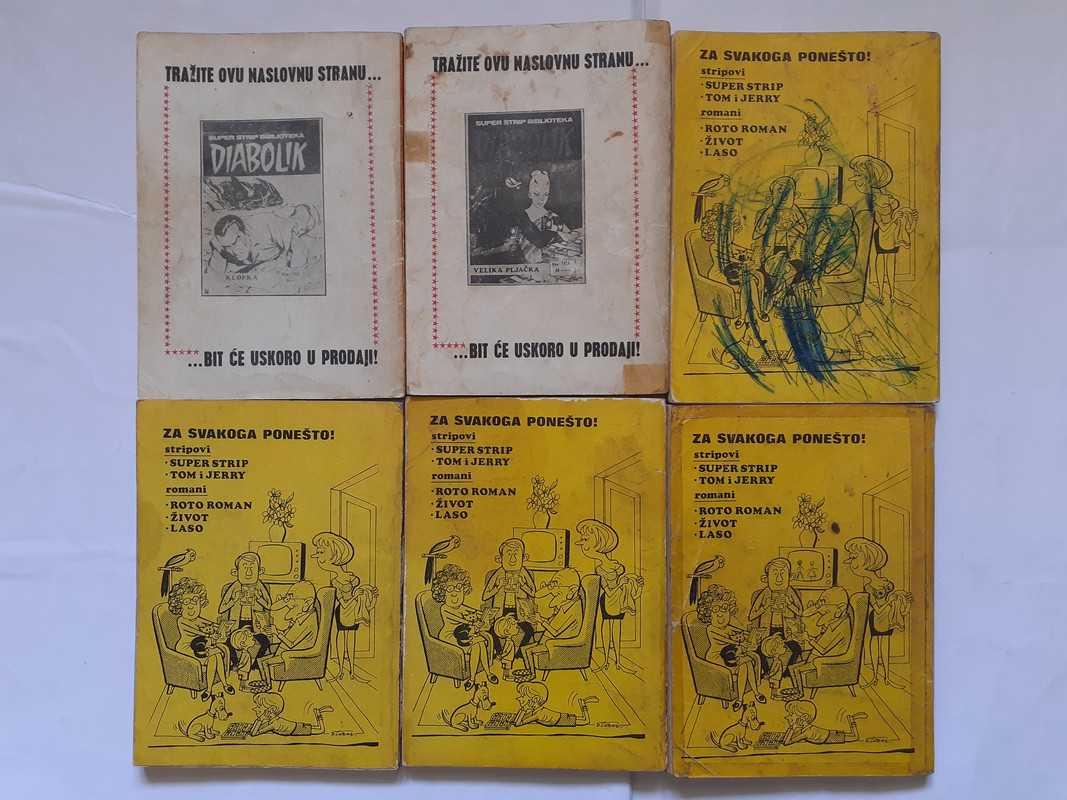 TRAŽITE OVU NASLOVNU STRANU...
SUPER STRIP BIBLIOTEKA
DIABOLIK
KLOPKA
...BIT ĆE USKORO U PRODAJI!
TRAŽITE OVU NASLOVNU STRANU...
SUPER STRIP BIBLIOTEKA
DIABOLIK
VELIKA PLJAČKA
...BIT ĆE USKORO U PRODAJI!
ZA SVAKOGA PONEŠTO!
stripovi
·SUPER STRIP
·TOM i JERRY
romani
·ROTO ROMAN
·ŽIVOT
·LASO
ZA SVAKOGA PONEŠTO!
stripovi
·SUPER STRIP
·TOM i JERRY
romani
·ROTO ROMAN
·ŽIVOT
·LASO
ZA SVAKOGA PONEŠTO!
stripovi
·SUPER STRIP
·TOM i JERRY
romani
·ROTO ROMAN
·ŽIVOT
·LASO
ZA SVAKOGA PONEŠTO!
stripovi
·SUPER STRIP
·TOM i JERRY
romani
·ROTO ROMAN
·ŽIVOT
·LASO